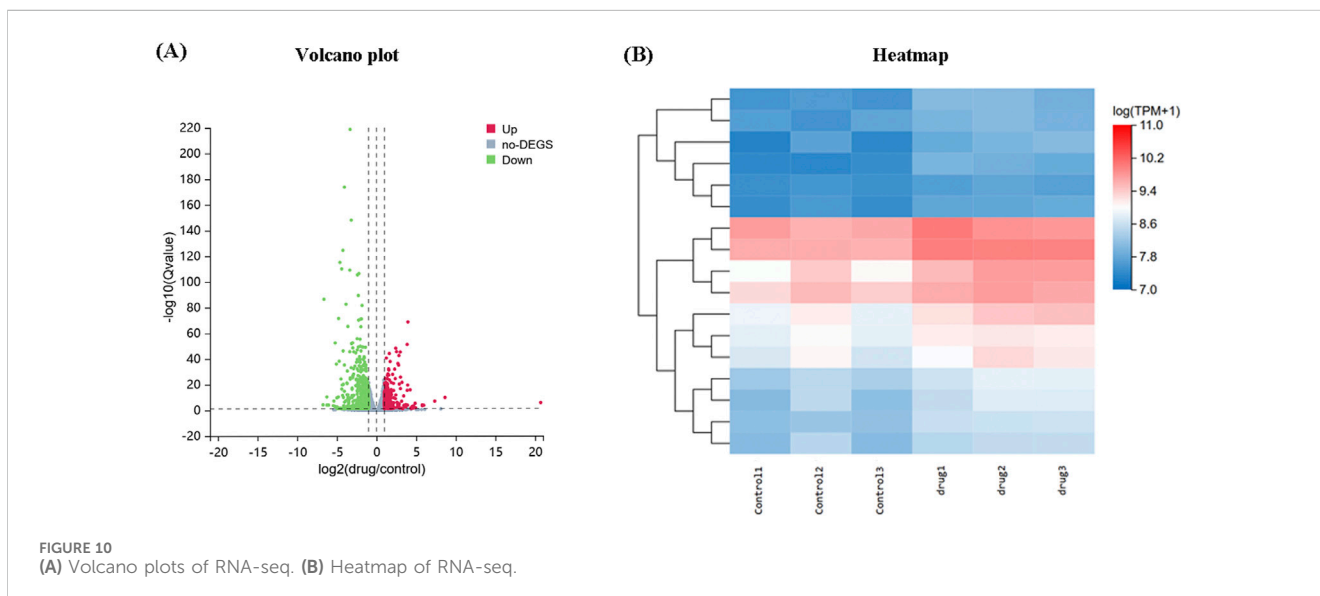 (A)
Volcano plot
220
200
180
160
140
120
100
80
60
40
20
0
-20
-log10(Qvalue)
-20
-15
-10
-5
0
5
10
15
20
log2(drug/control)
Up
no-DEGS
Down
(B)
Heatmap
log(TPM+1)
11.0
10.2
9.4
8.6
7.8
7.0
Control1
Control2
Control3
drug1
drug2
drug3
FIGURE 10
(A) Volcano plots of RNA-seq. (B) Heatmap of RNA-seq.